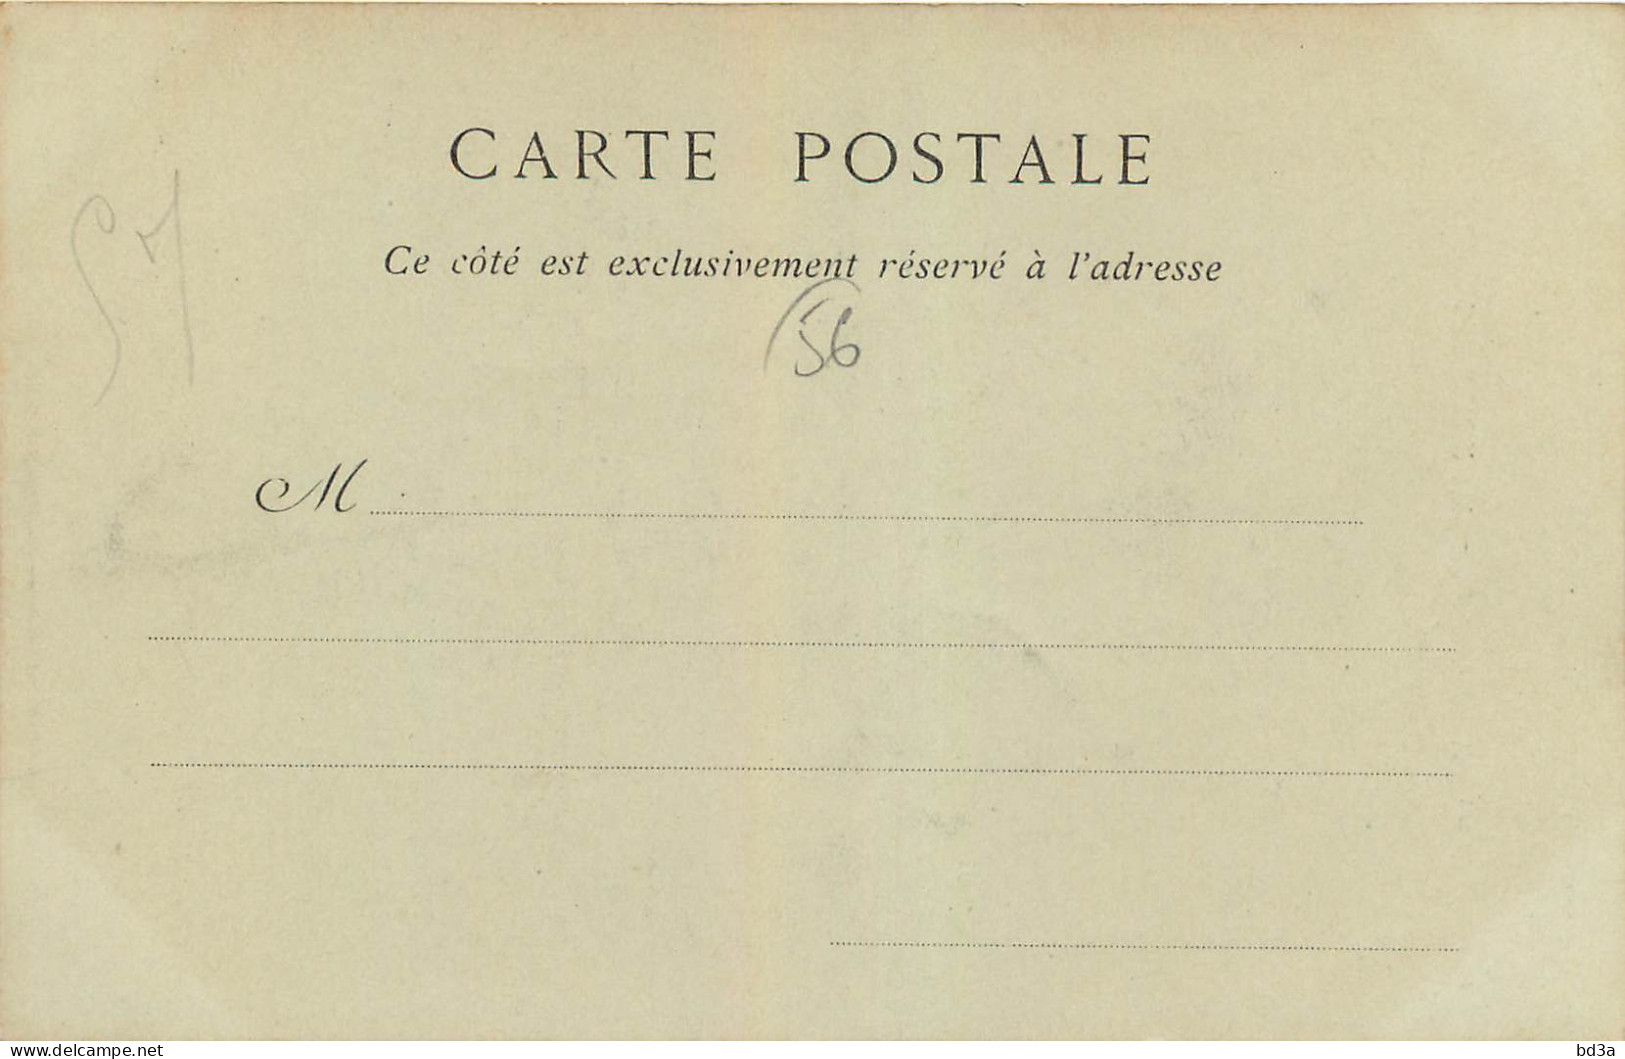 CARTE POSTALE
Ce côté est exclusivement réservé à l'adresse
56
M
www.delcampe.net
bd3a